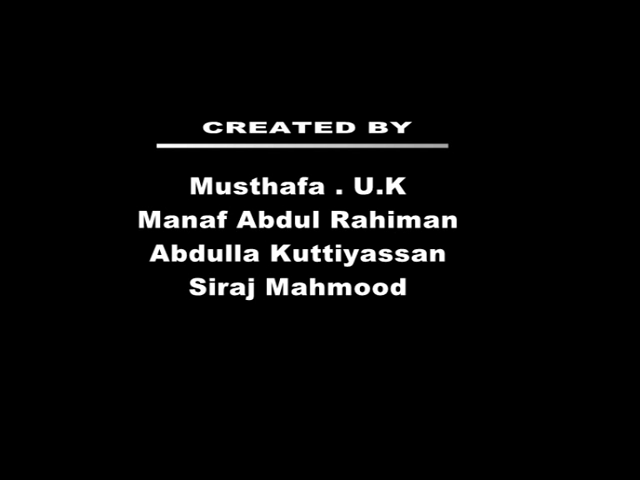 CREATED BY
Musthafa . U.K
Manaf Abdul Rahiman
Abdulla Kuttiyassan
Siraj Mahmood